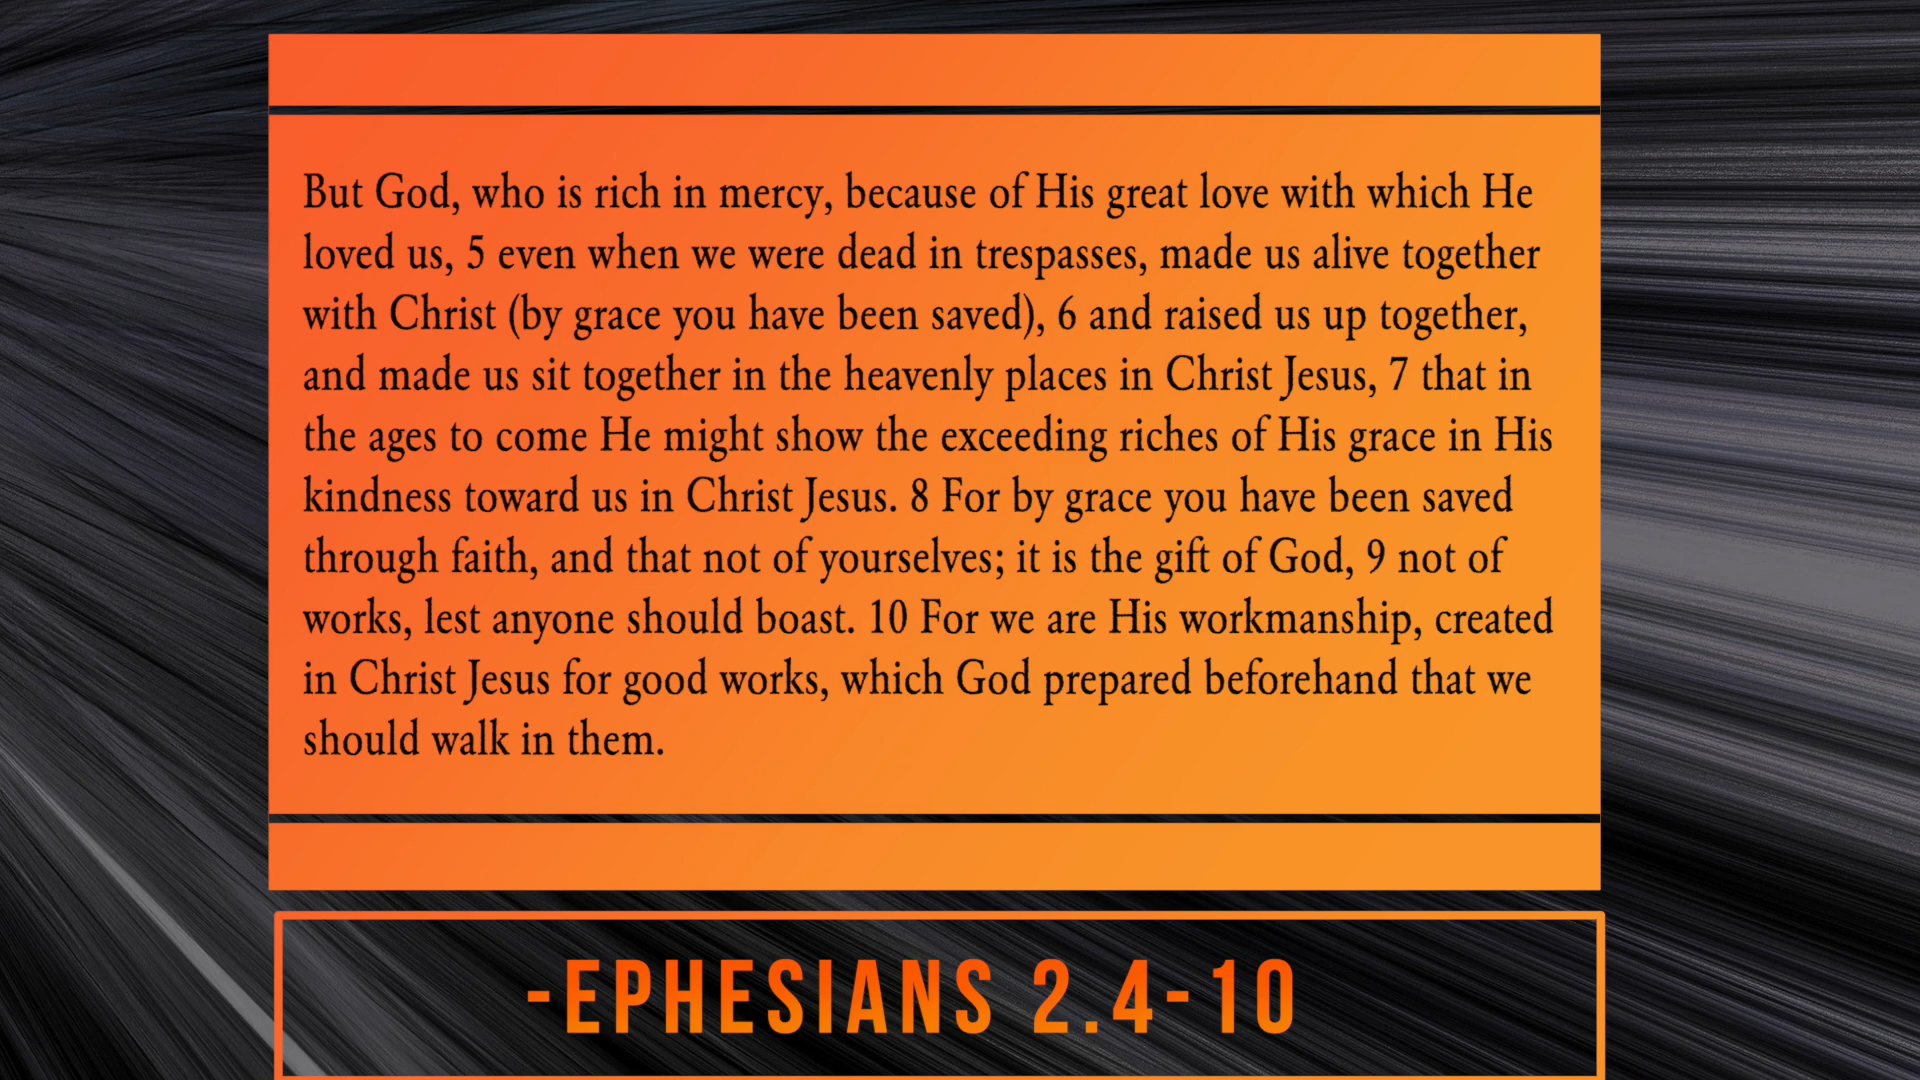 But God, who is rich in mercy, because of His great love with which He
loved us, 5 even when we were dead in trespasses, made us alive together
with Christ (by grace you have been saved), 6 and raised us up together,
and made us sit together in the heavenly places in Christ Jesus, 7 that in
the ages to come He might show the exceeding riches of His grace in His
kindness toward us in Christ Jesus. 8 For by grace you have been saved
through faith, and that not of yourselves; it is the gift of God, 9 not of
works, lest anyone should boast. 10 For we are His workmanship, created
in Christ Jesus for good works, which God prepared beforehand that we
should walk in them.
-EPHESIANS 2.4-10